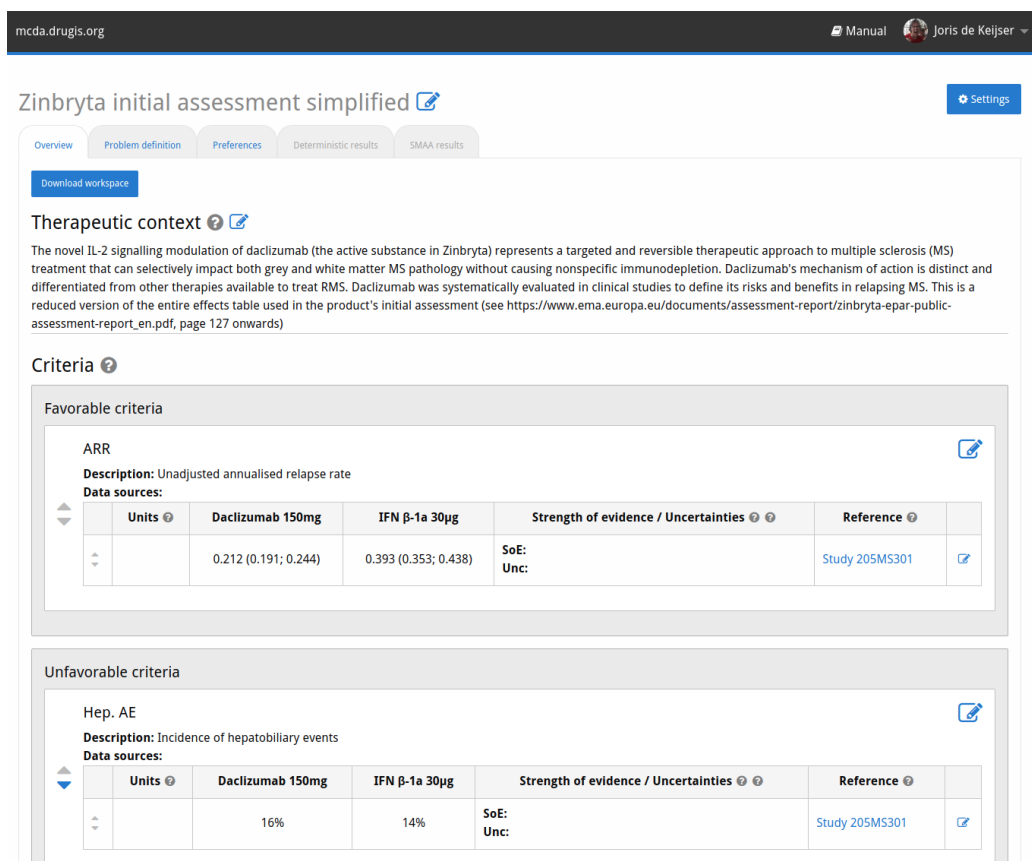 mcda.drugis.org Manual Joris de Keijser
Zinbryta initial assessment simplified Settings
Overview Problem definition Preferences Deterministic results SMAA results
Download workspace
Therapeutic context
The novel IL-2 signalling modulation of daclizumab (the active substance in Zinbryta) represents a targeted and reversible therapeutic approach to multiple sclerosis (MS)
treatment that can selectively impact both grey and white matter MS pathology without causing nonspecific immunodepletion. Daclizumab's mechanism of action is distinct and
differentiated from other therapies available to treat RMS. Daclizumab was systematically evaluated in clinical studies to define its risks and benefits in relapsing MS. This is a
reduced version of the entire effects table used in the product's initial assessment (see https://www.ema.europa.eu/documents/assessment-report/zinbryta-epar-public-
assessment-report_en.pdf, page 127 onwards)
Criteria
Favorable criteria
ARR
Description: Unadjusted annualised relapse rate
Data sources:
Units Daclizumab 150mg IFN β-1a 30μg Strength of evidence / Uncertainties Reference
0.212 (0.191; 0.244) 0.393 (0.353; 0.438) SoE: Study 205MS301
Unc:
Unfavorable criteria
Hep. AE
Description: Incidence of hepatobiliary events
Data sources:
Units Daclizumab 150mg IFN β-1a 30μg Strength of evidence / Uncertainties Reference
16% 14% SoE: Study 205MS301
Unc: